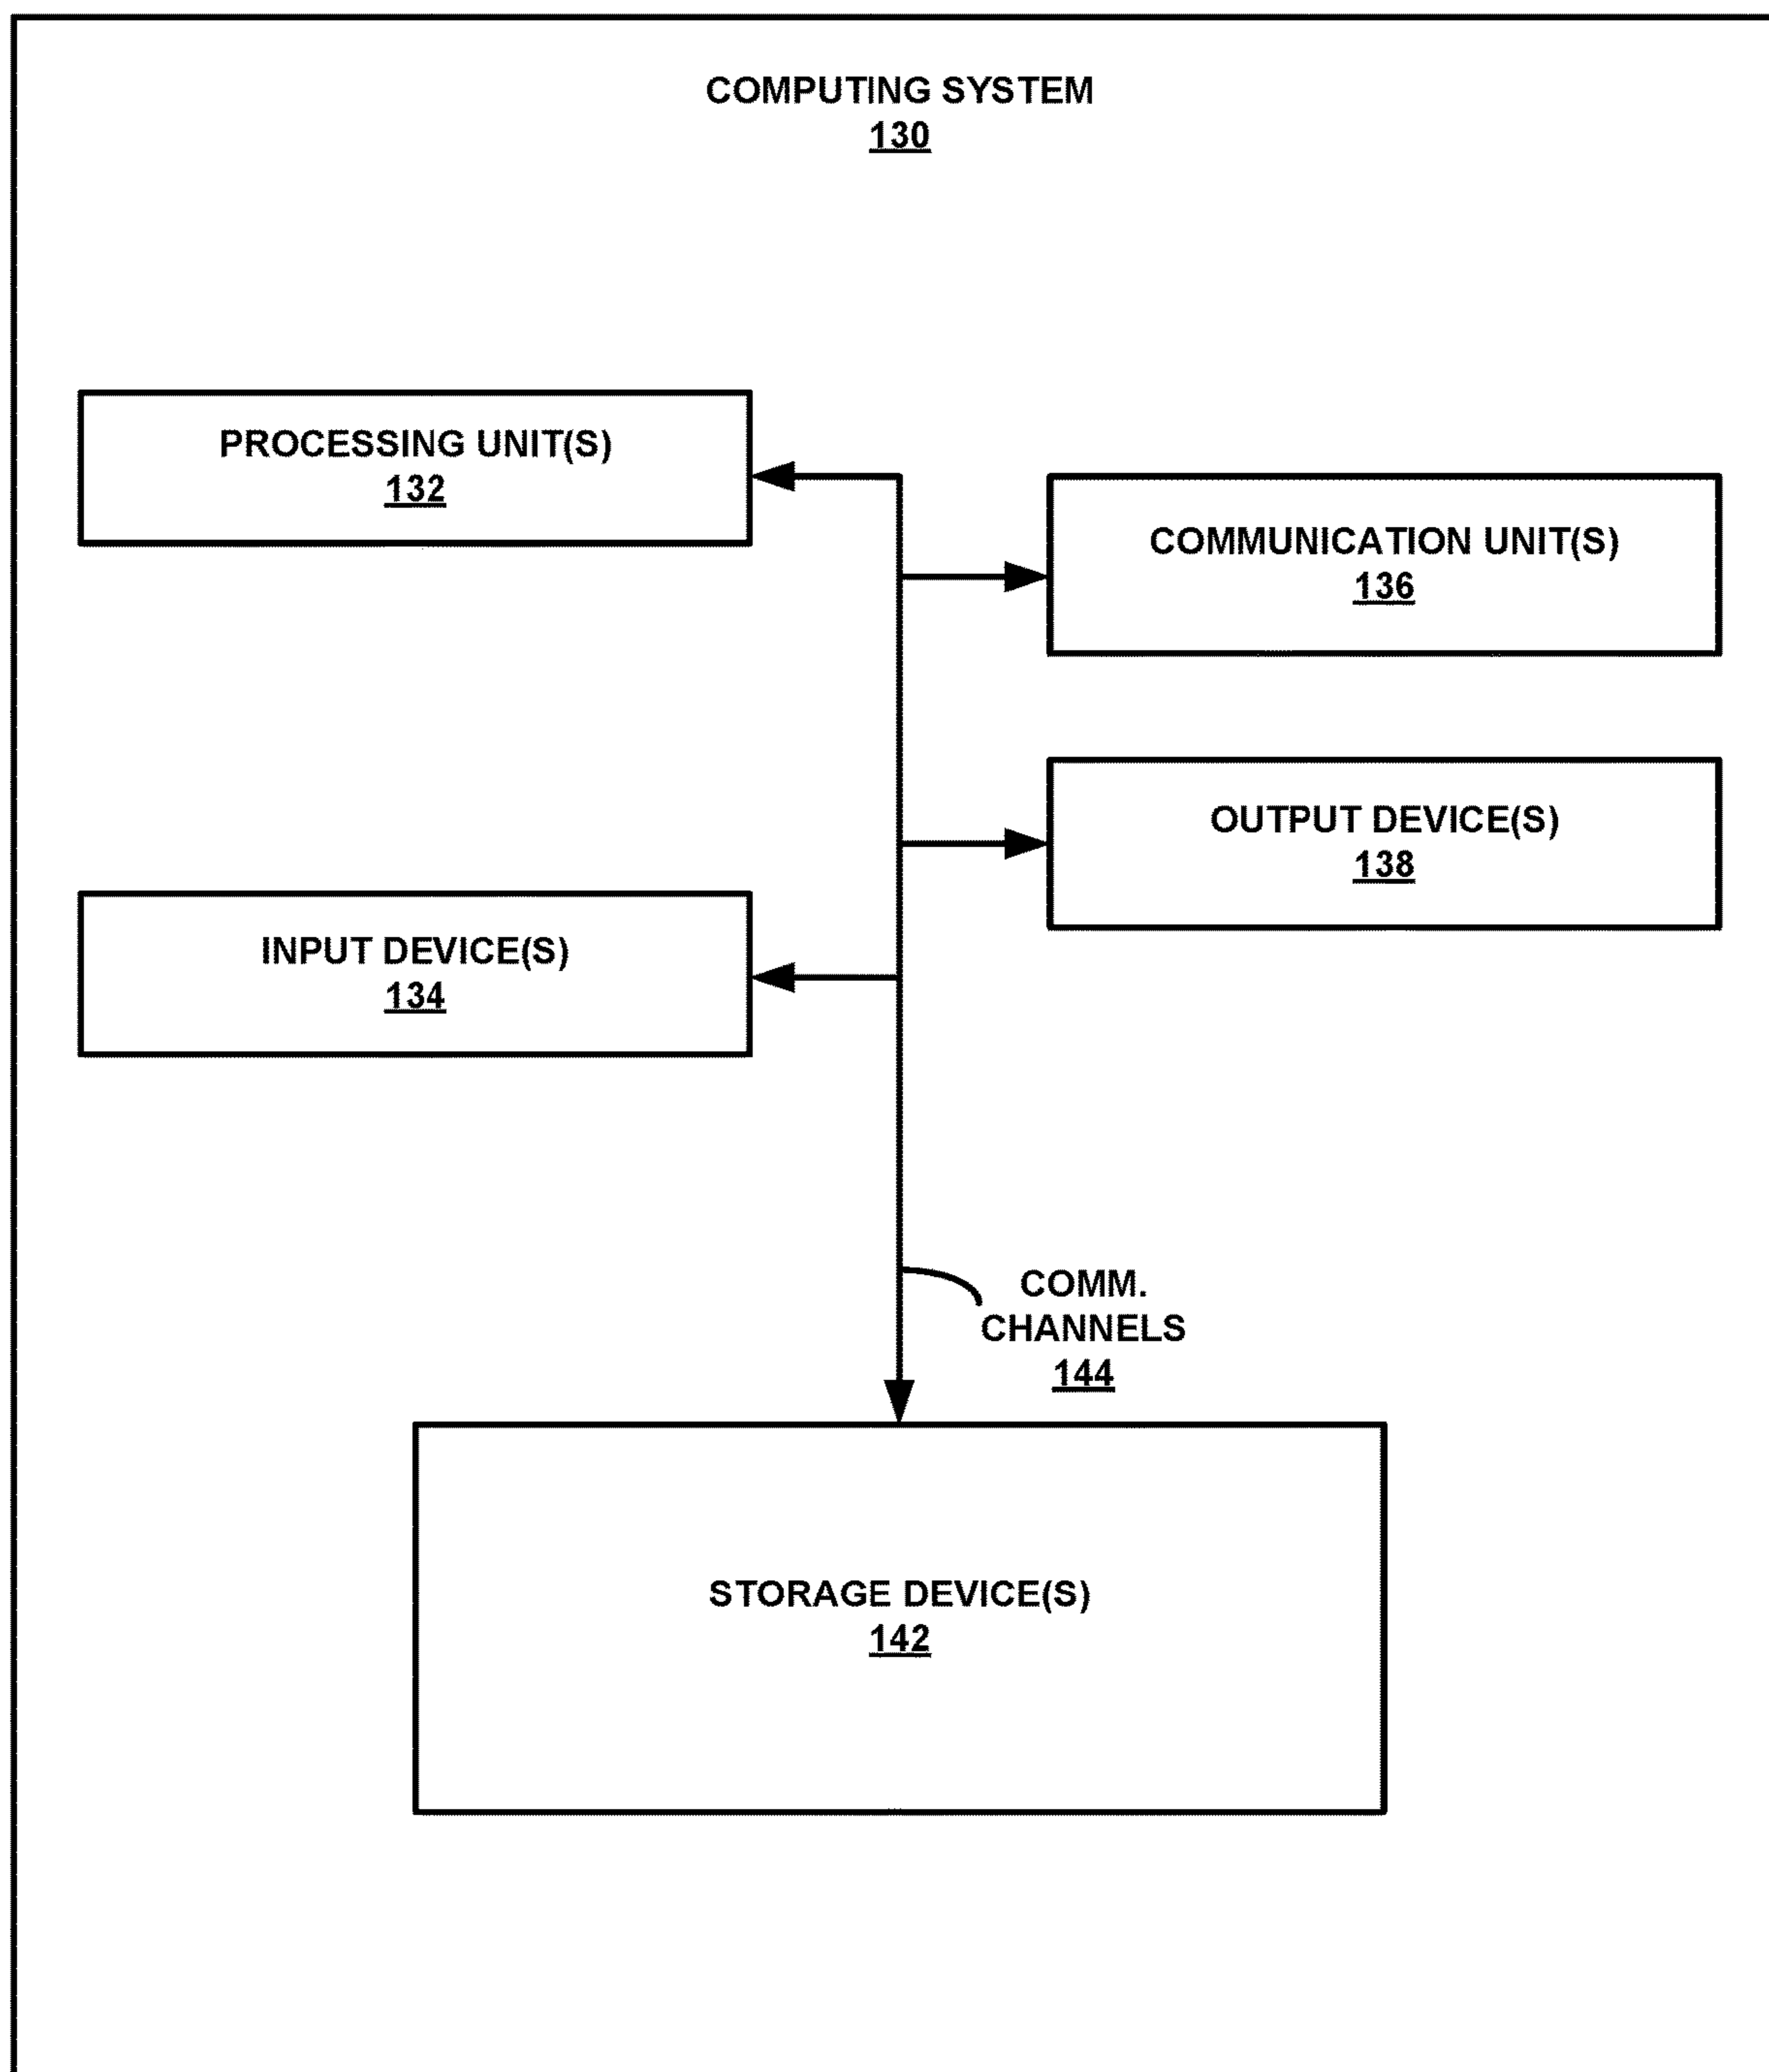 COMPUTING SYSTEM
130
PROCESSING UNIT(S)
132
COMMUNICATION UNIT(S)
136
OUTPUT DEVICE(S)
138
INPUT DEVICE(S)
134
COMM.
CHANNELS
144
STORAGE DEVICE(S)
142